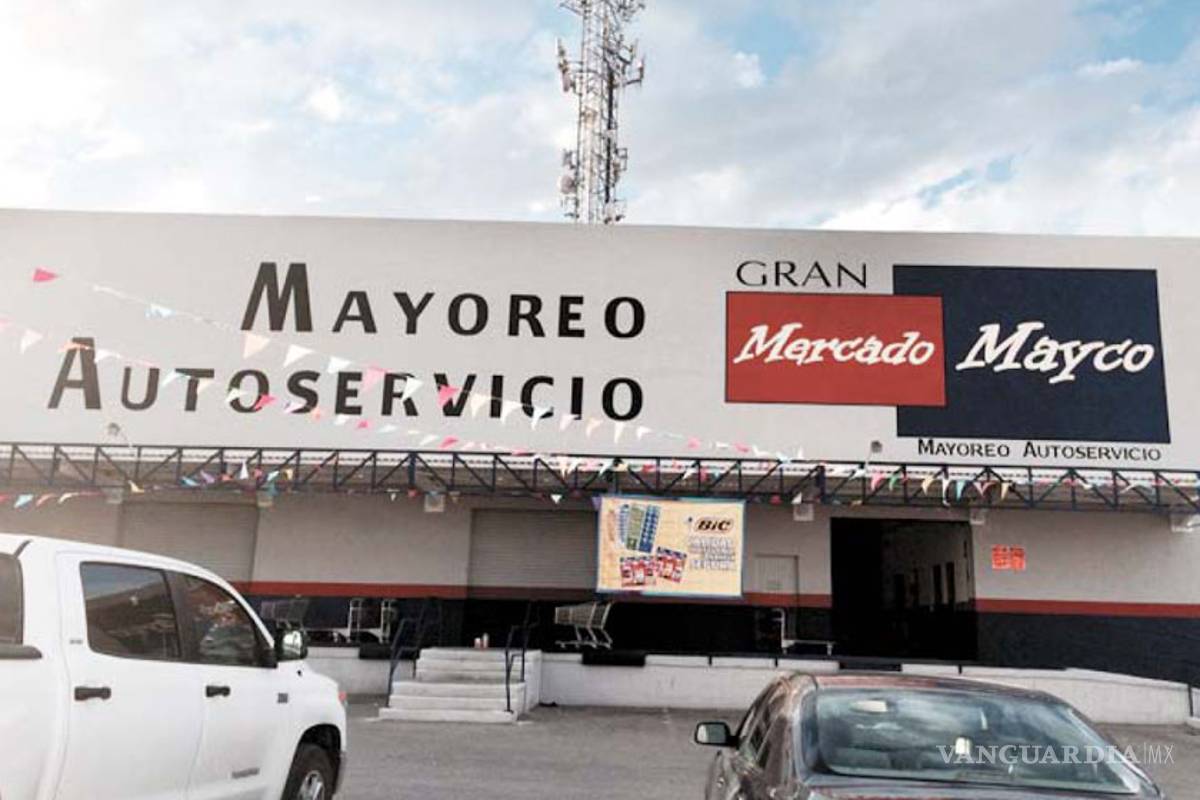 MAYOREO
AUTOSERVICIO
GRAN
Mercado
Mayco
MAYOREO AUTOSERVICIO
BIC
VANGUARDIA|MX